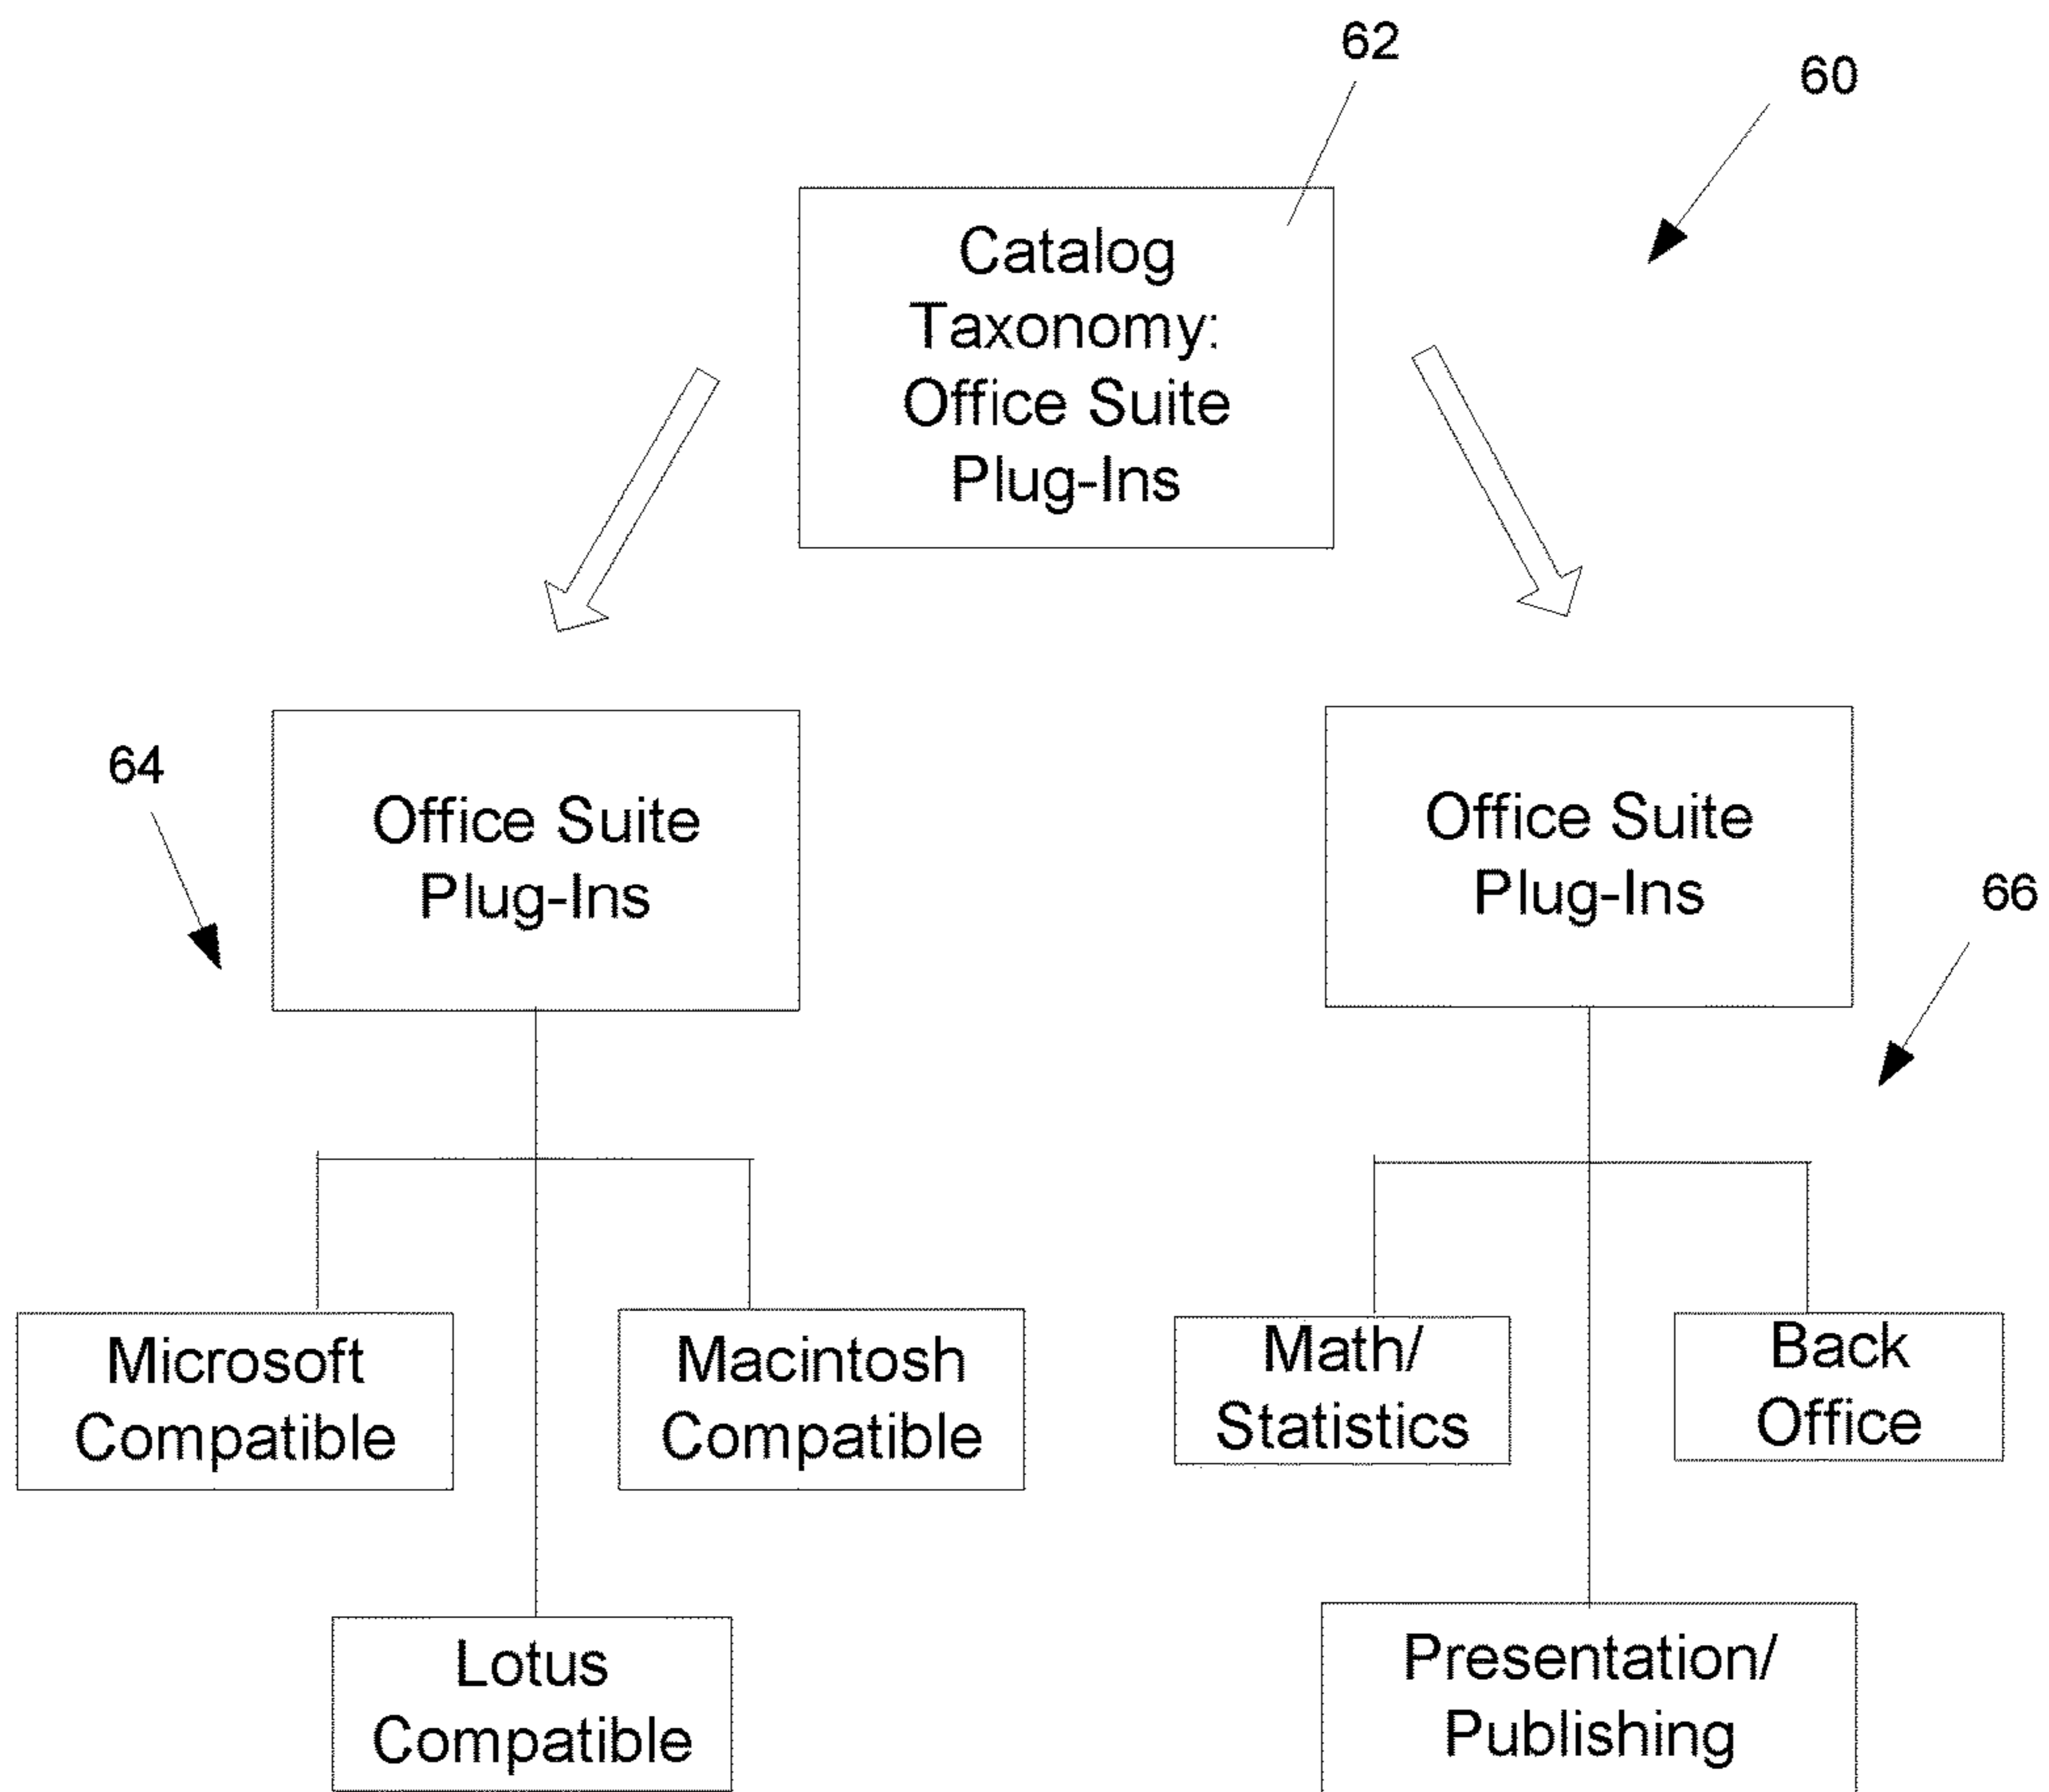 62
60
Catalog
Taxonomy:
Office Suite
Plug-Ins
64
Office Suite
Plug-Ins
Office Suite
Plug-Ins
66
Microsoft
Compatible
Macintosh
Compatible
Math/
Statistics
Back
Office
Lotus
Compatible
Presentation/
Publishing